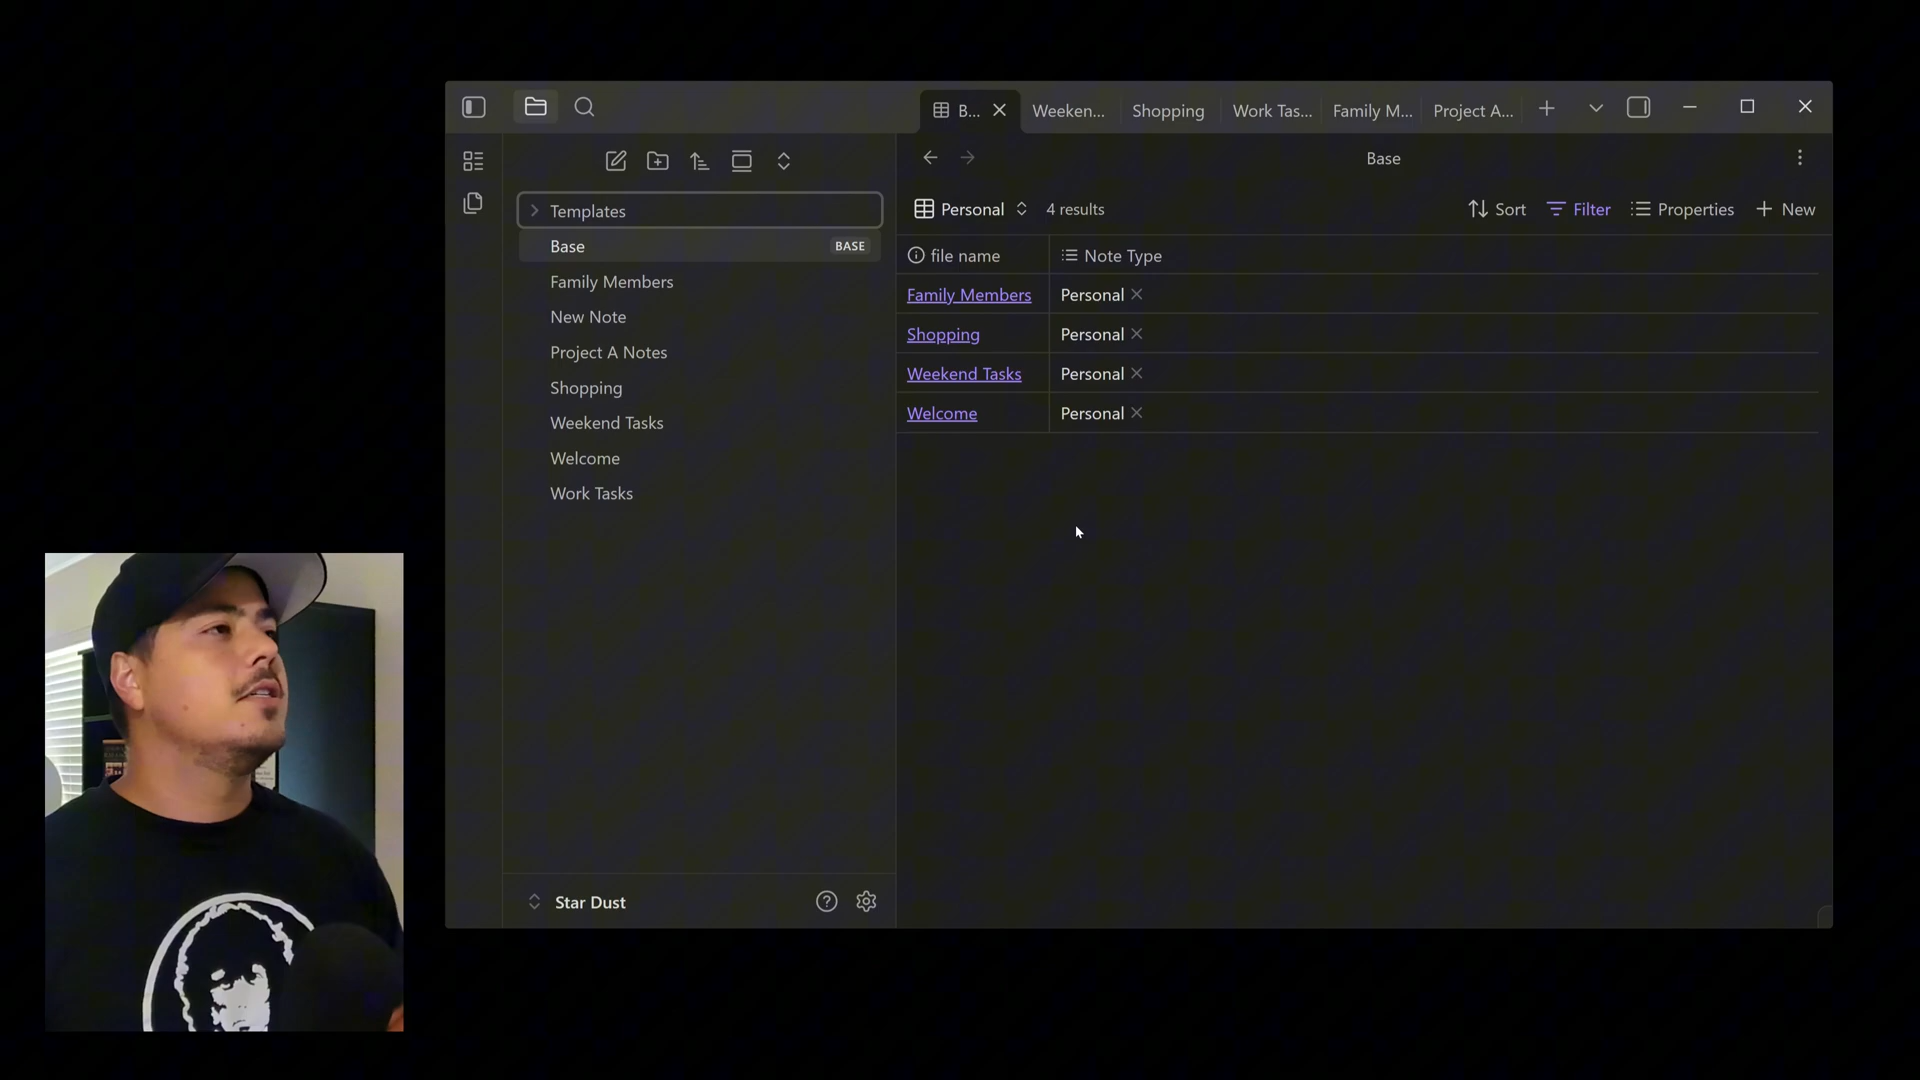 B...
Weeken...
Shopping
Work Tas...
Family M...
Project A...
Base
Templates
Base BASE
Family Members
New Note
Project A Notes
Shopping
Weekend Tasks
Welcome
Work Tasks
Star Dust
Personal 4 results Sort Filter Properties New
file name Note Type
Family Members Personal
Shopping Personal
Weekend Tasks Personal
Welcome Personal